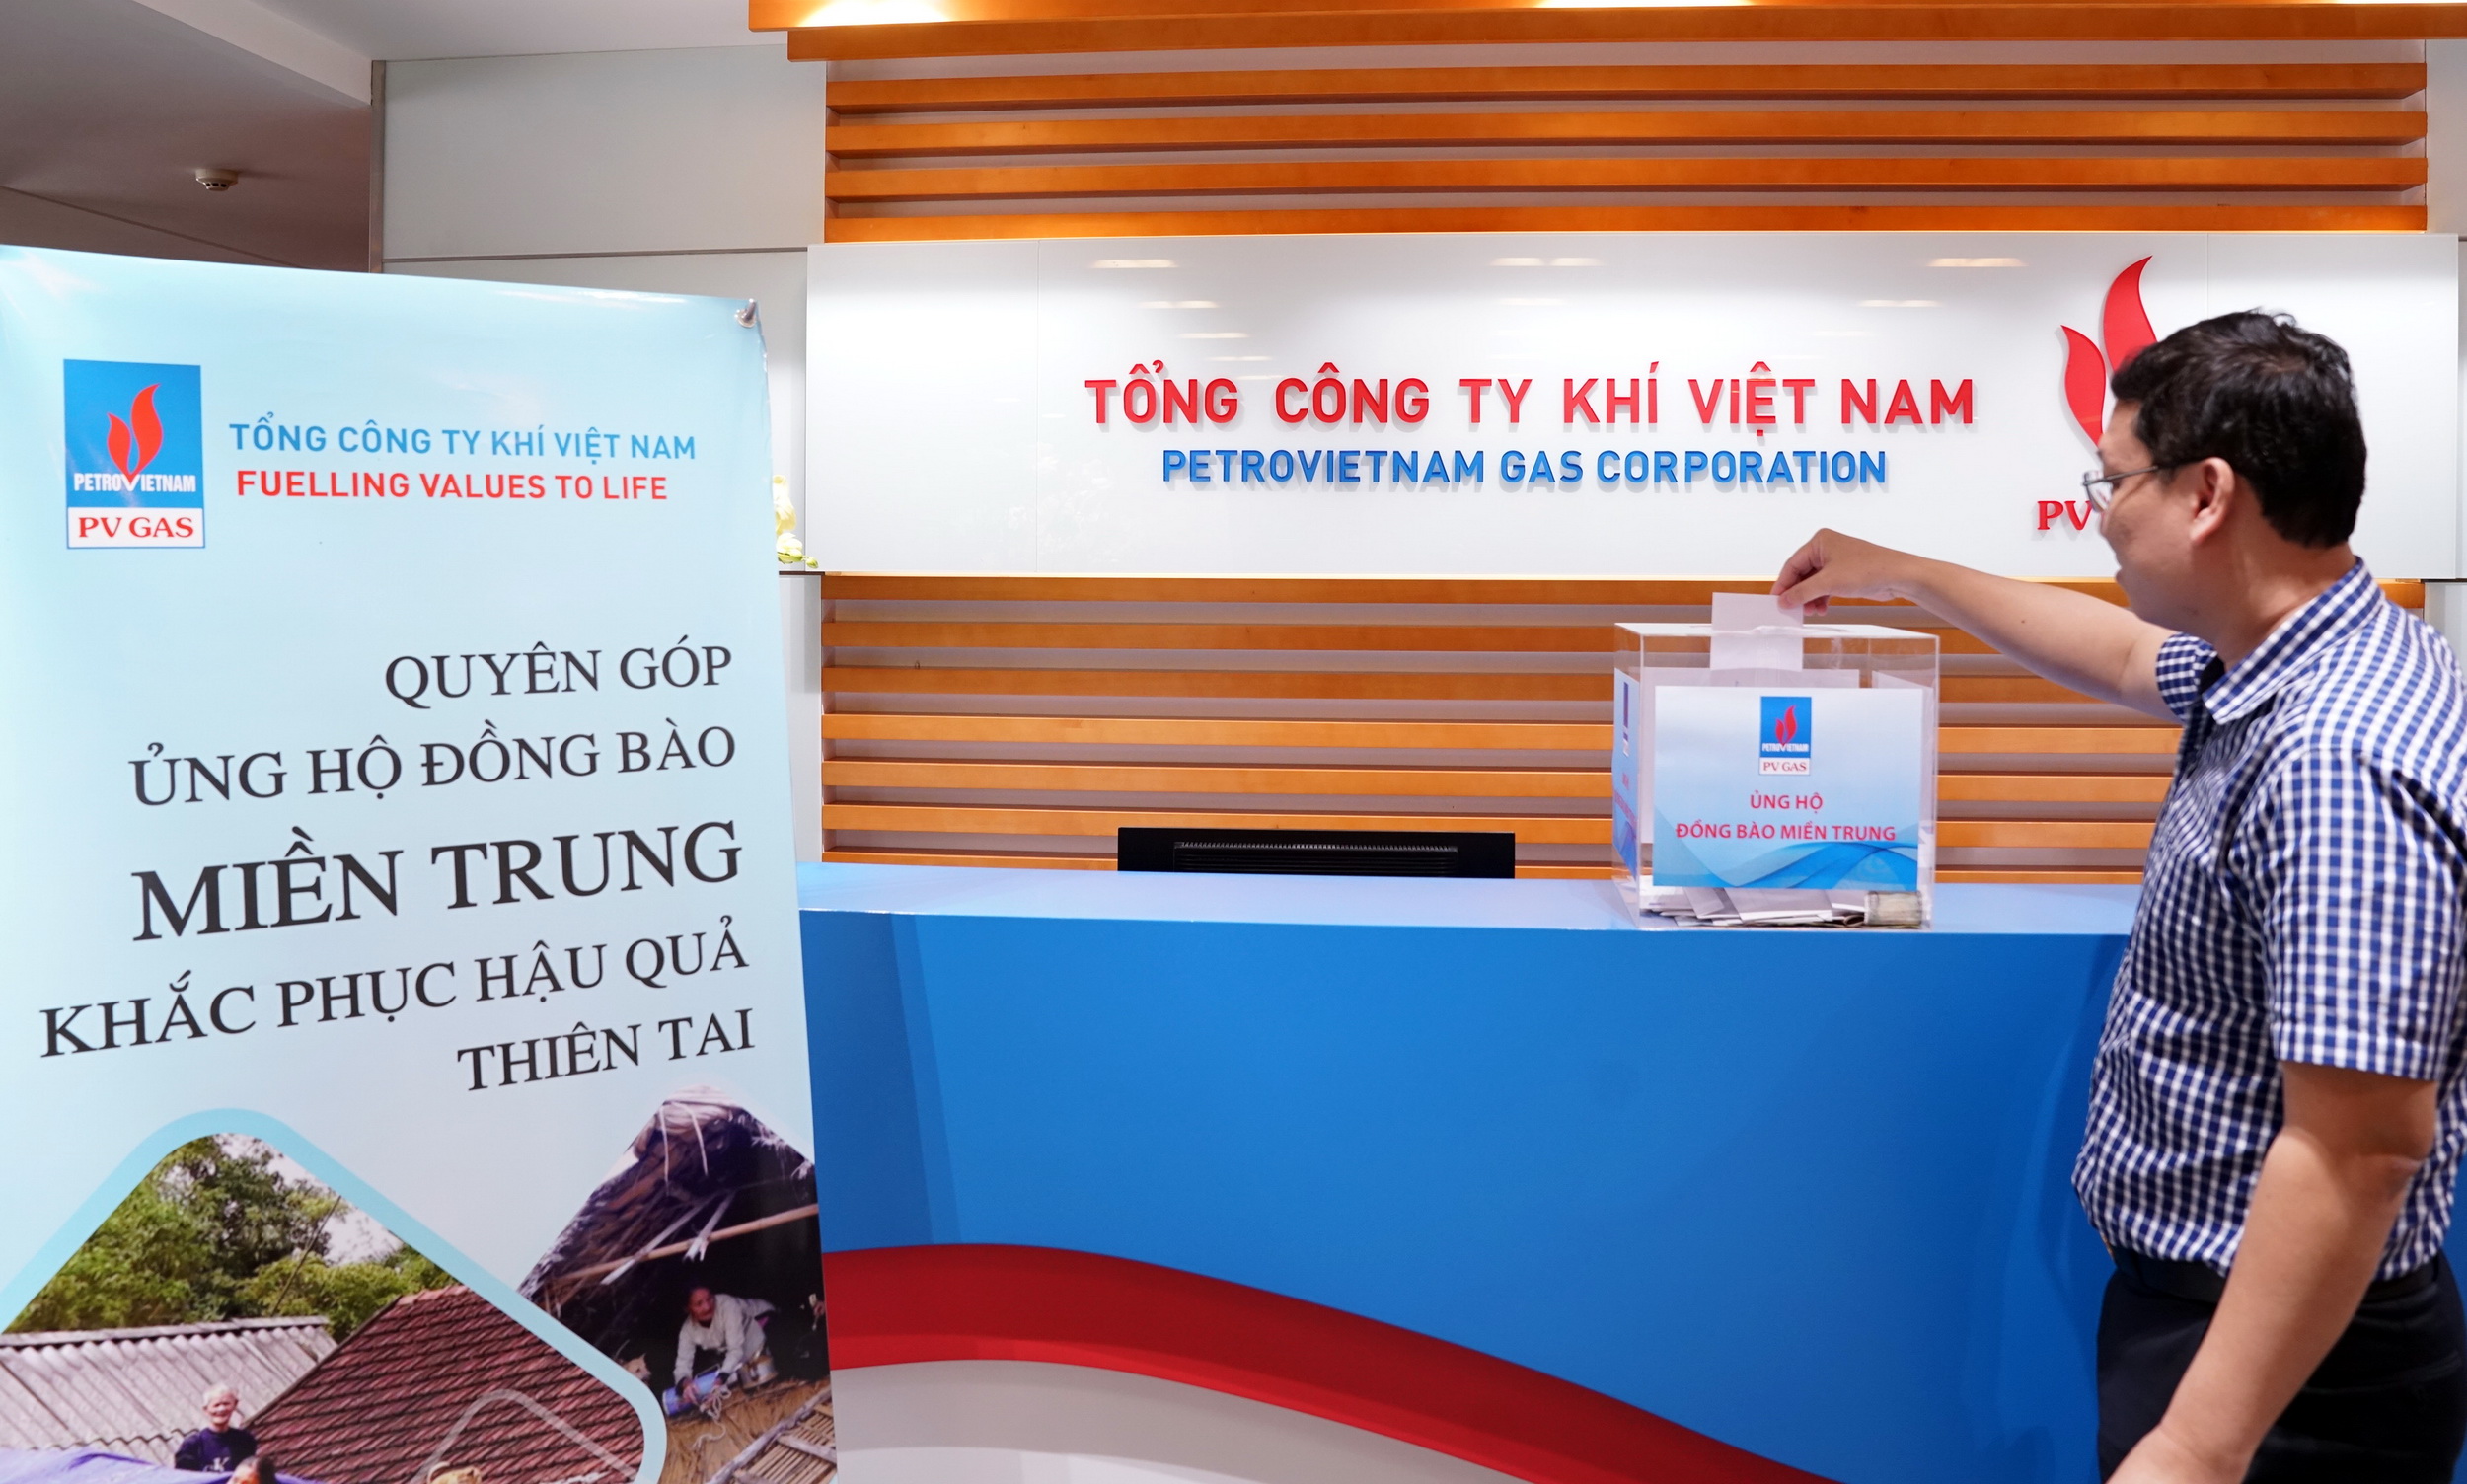 PETROVIETNAM
PV GAS
TỔNG CÔNG TY KHÍ VIỆT NAM
FUELLING VALUES TO LIFE
QUYÊN GÓP
ỦNG HỘ ĐỒNG BÀO
MIỀN TRUNG
KHẮC PHỤC HẬU QUẢ
THIÊN TAI
TỔNG CÔNG TY KHÍ VIỆT NAM
PETROVIETNAM GAS CORPORATION
PV
PETROVIETNAM
PV GAS
ỦNG HỘ
ĐỒNG BÀO MIỀN TRUNG